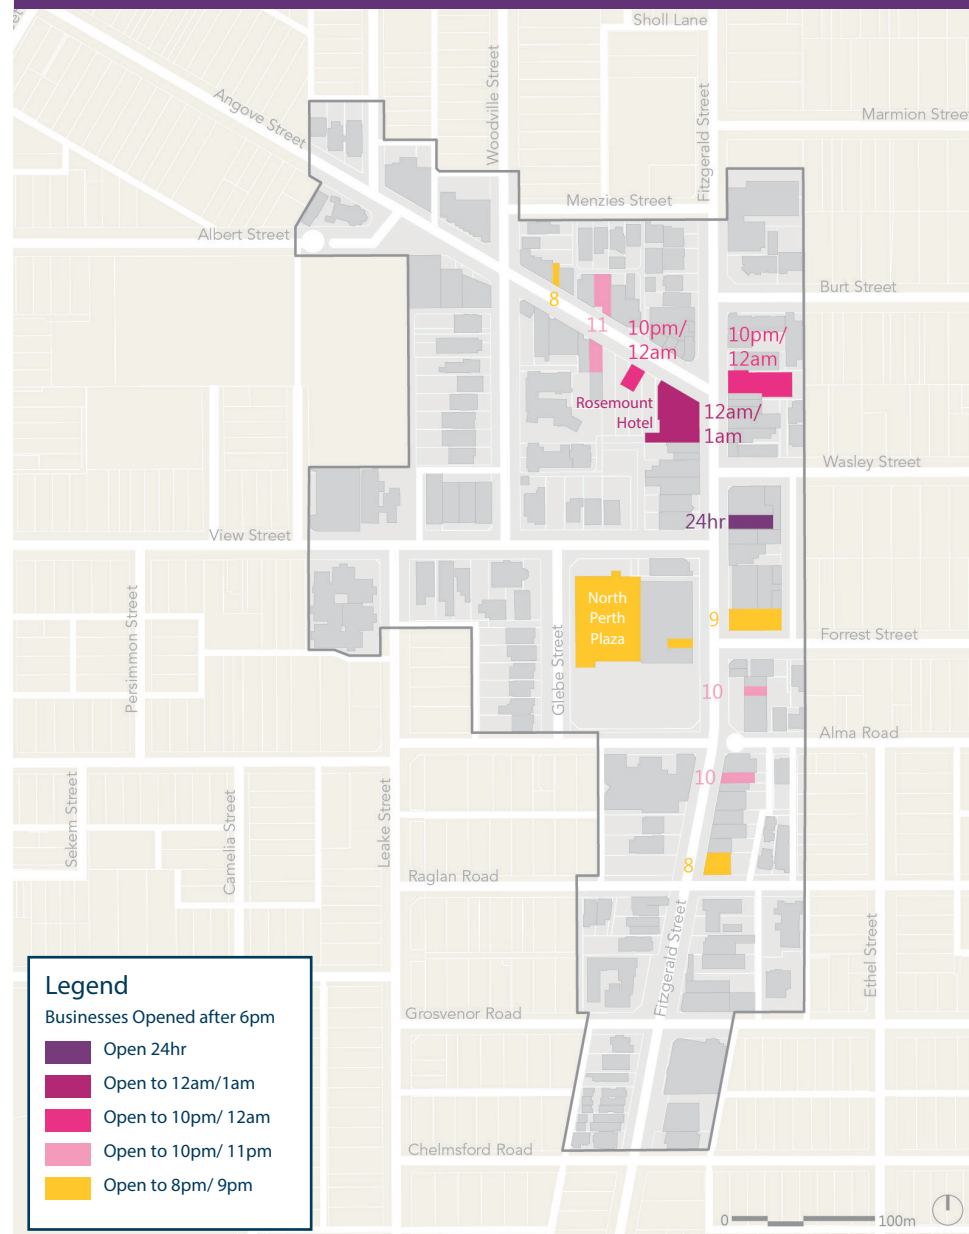 Sholl Lane
Angove Street
Woodville Street
Fitzgerald Street
Marmion Street
Menzies Street
Albert Street
Burt Street
8
11
10pm/
12am
10pm/
12am
Rosemount
Hotel
12am/
1am
Wasley Street
24hr
View Street
North
Perth
Plaza
9
Persimmon Street
Glebe Street
Forrest Street
10
Alma Road
10
Sekem Street
Camelia Street
Leake Street
8
Raglan Road
Fitzgerald Street
Ethel Street
Grosvenor Road
Chelmsford Road
Legend
Businesses Opened after 6pm
Open 24hr
Open to 12am/1am
Open to 10pm/ 12am
Open to 10pm/ 11pm
Open to 8pm/ 9pm
0 100m